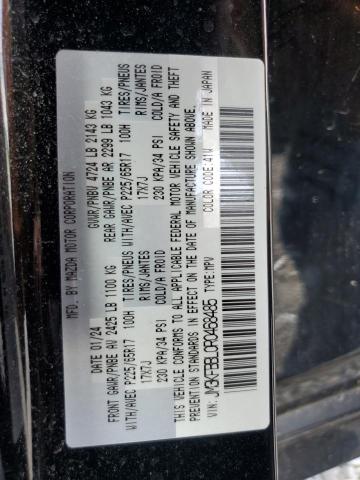 MFD. BY MAZDA MOTOR CORPORATION
DATE 01/24 GVWR/PNBV 4724 LB 2143 KG
FRONT GAWR/PNBE AV 2425 LB 1100 KG REAR GAWR/PNBE AR 2299 LB 1043 KG
WITH/AVEC P225/65R17 100H TIRES/PNEUS WITH/AVEC P225/65R17 100H TIRES/PNEUS
17X7J RIMS/JANTES 17X7J RIMS/JANTES
230 KPA/34 PSI COLD/A FROID 230 KPA/34 PSI COLD/A FROID
THIS VEHICLE CONFORMS TO ALL APPLICABLE FEDERAL MOTOR VEHICLE SAFETY AND THEFT
PREVENTION STANDARDS IN EFFECT ON THE DATE OF MANUFACTURE SHOWN ABOVE.
VIN: JM3KFBBL0R0468485 TYPE:MPV COLOR CODE:41W MADE IN JAPAN